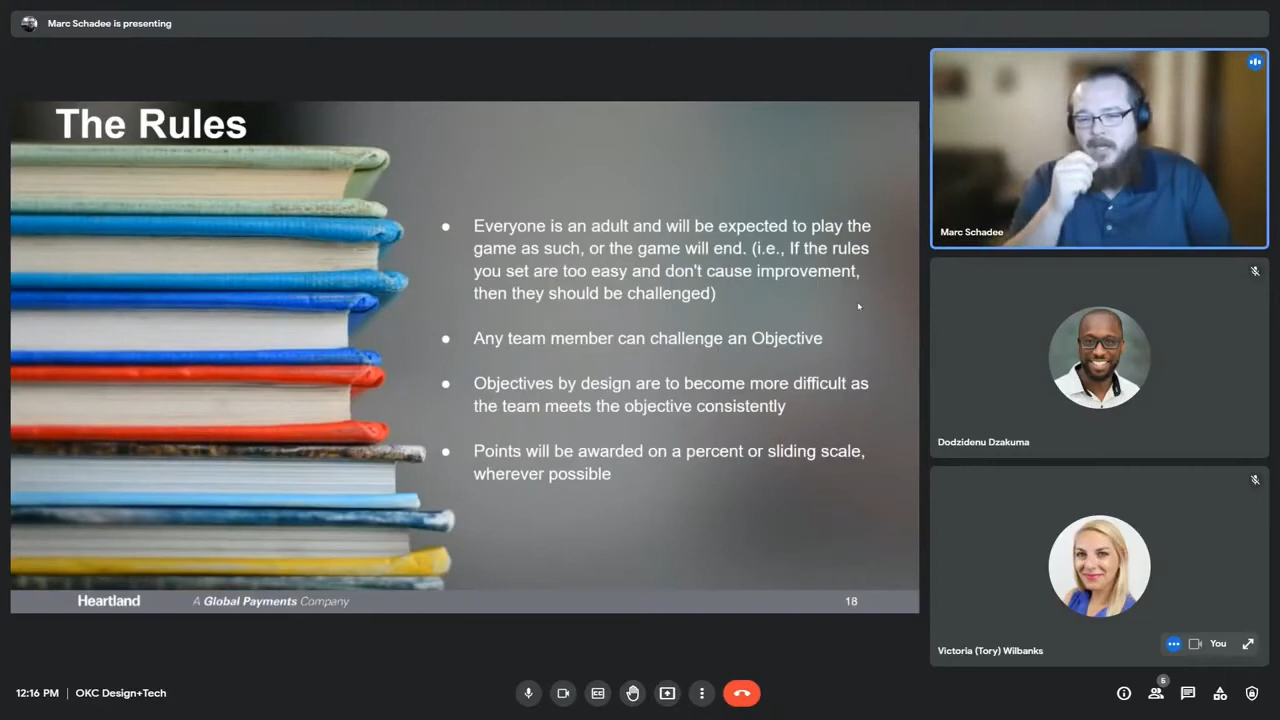 Marc Schadee is presenting
The Rules
• Everyone is an adult and will be expected to play the
game as such, or the game will end. (i.e., If the rules
you set are too easy and don't cause improvement,
then they should be challenged)
• Any team member can challenge an Objective
• Objectives by design are to become more difficult as
the team meets the objective consistently
• Points will be awarded on a percent or sliding scale,
wherever possible
Heartland
A Global Payments Company
18
Marc Schadee
Dodzidenu Dzakuma
Victoria (Tory) Wilbanks
You
12:16 PM | OKC Design+Tech
CC
6